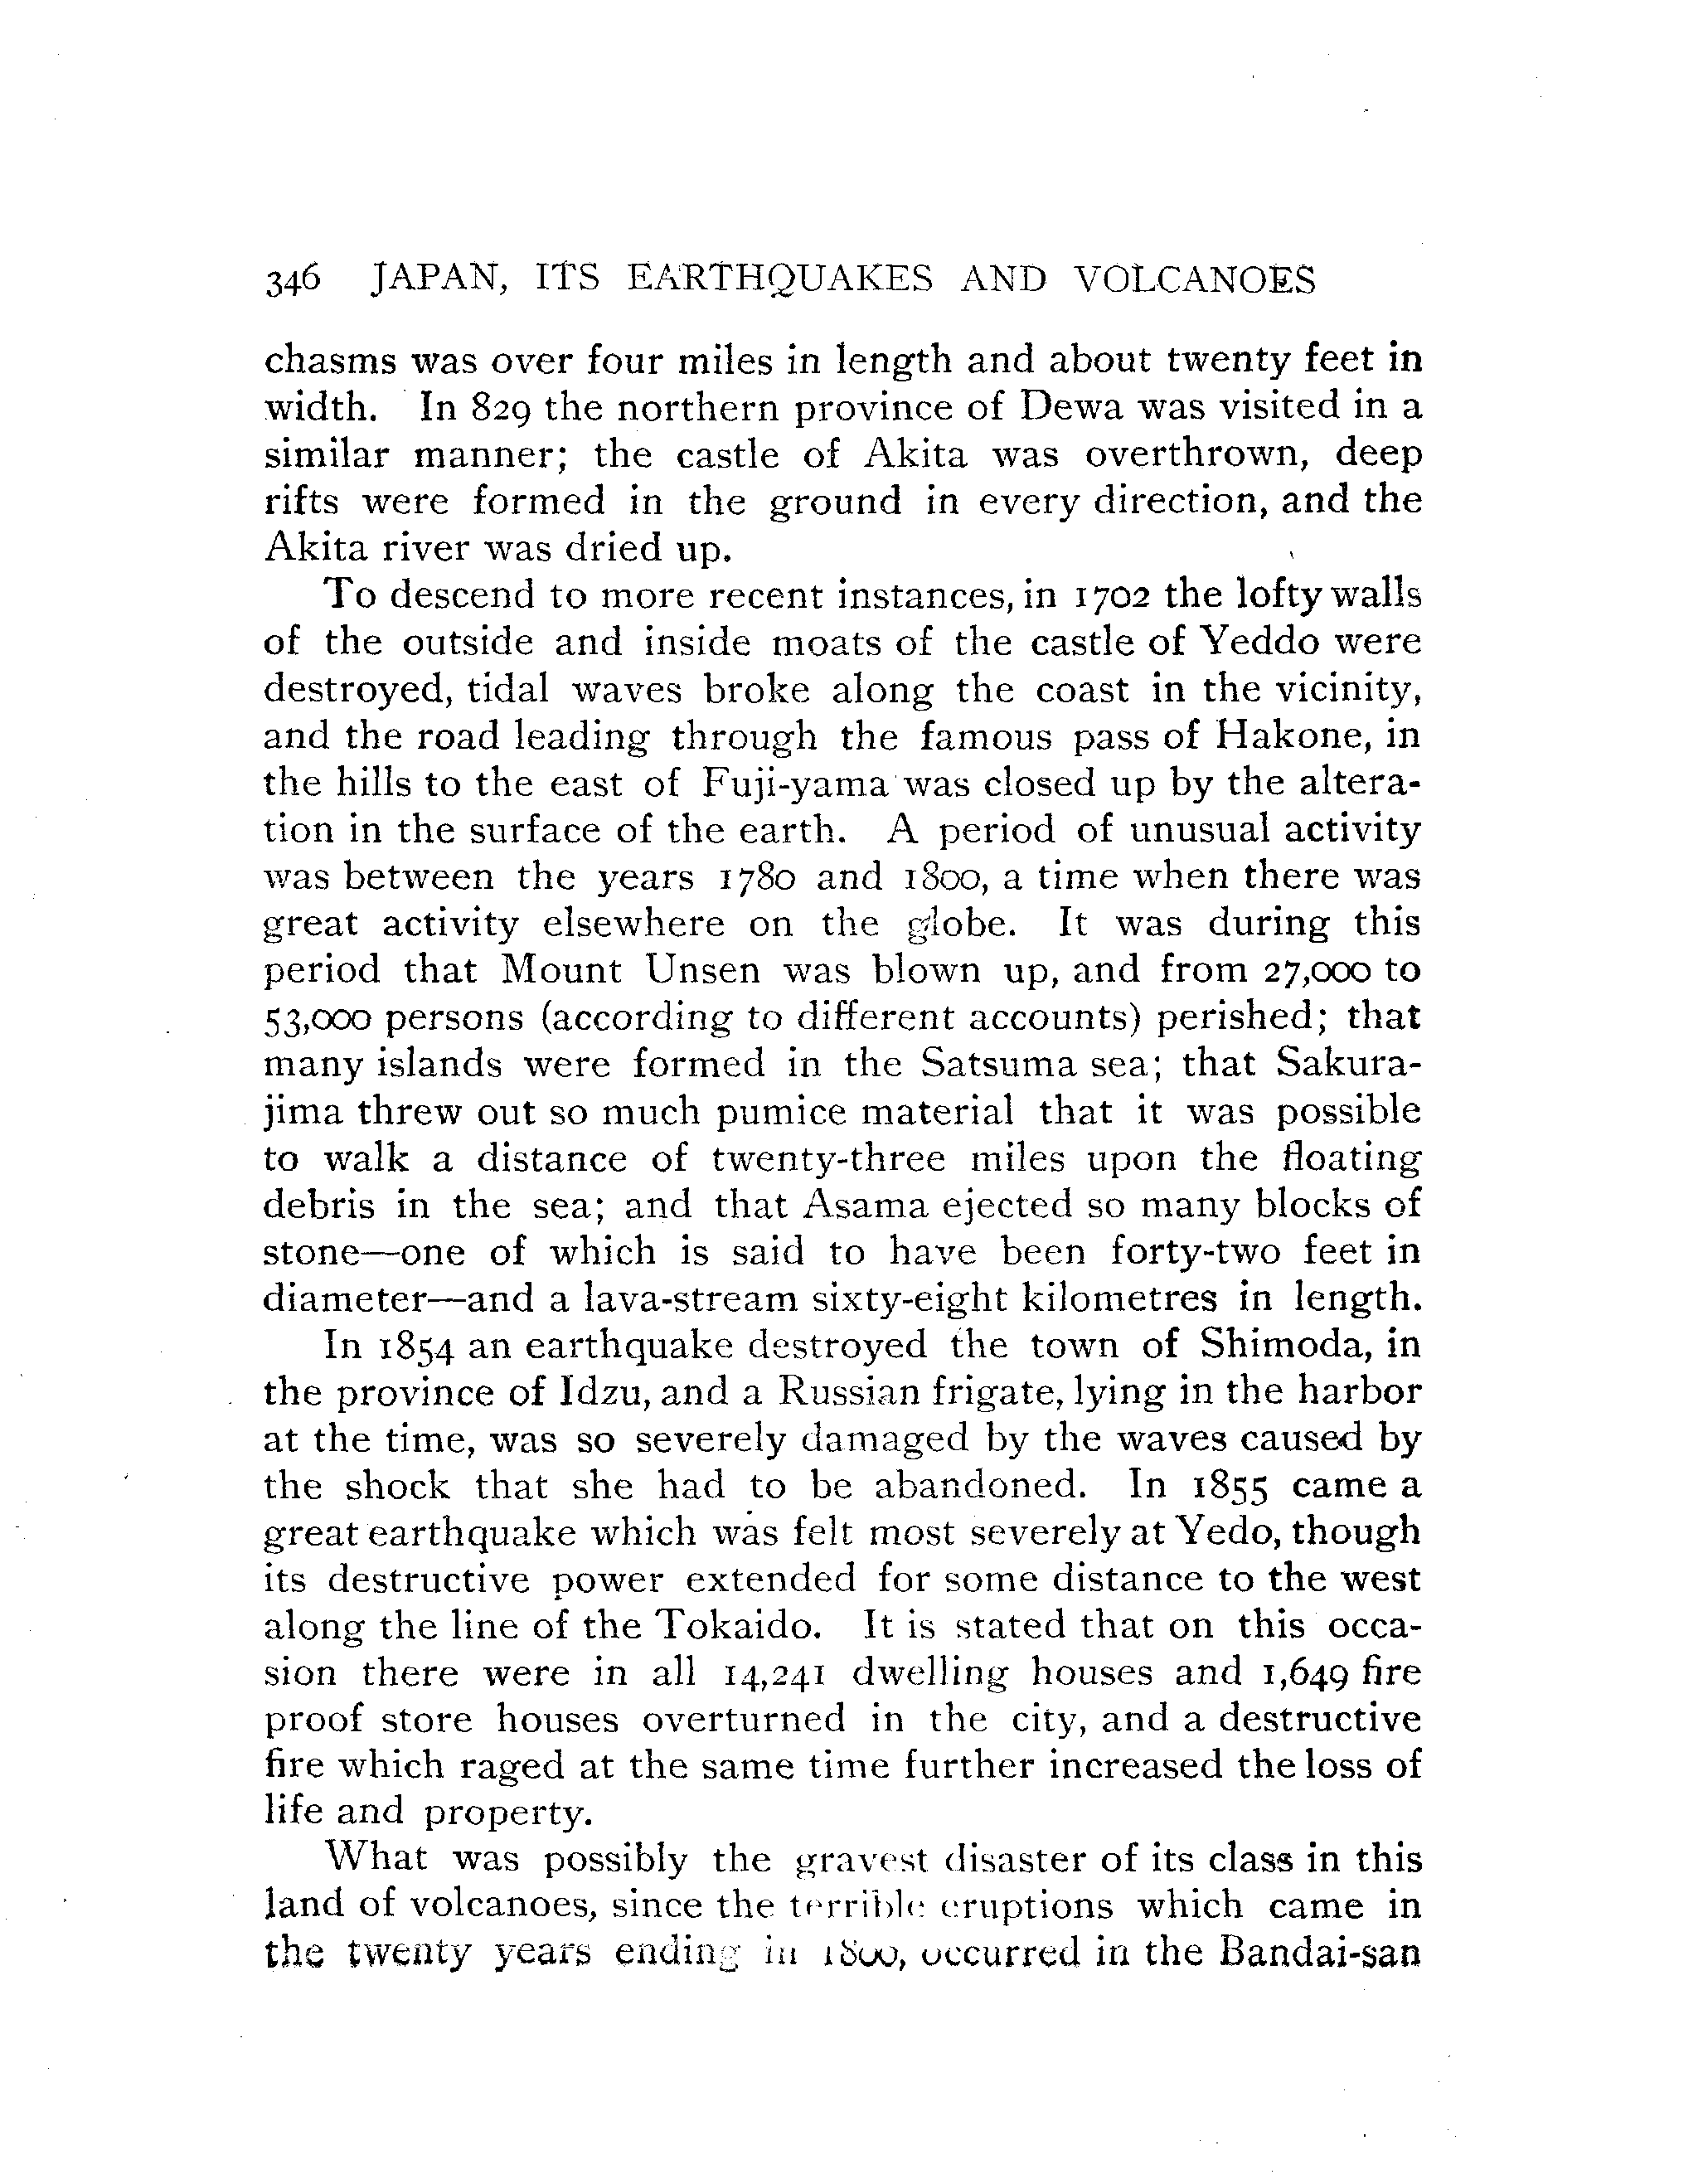 346 JAPAN, ITS EARTHQUAKES AND VOLCANOES
chasms was over four miles in length and about twenty feet in
width. In 829 the northern province of Dewa was visited in a
similar manner; the castle of Akita was overthrown, deep
rifts were formed in the ground in every direction, and the
Akita river was dried up.
To descend to more recent instances, in 1702 the lofty walls
of the outside and inside moats of the castle of Yeddo were
destroyed, tidal waves broke along the coast in the vicinity,
and the road leading through the famous pass of Hakone, in
the hills to the east of Fuji-yama was closed up by the altera-
tion in the surface of the earth. A period of unusual activity
was between the years 1780 and 1800, a time when there was
great activity elsewhere on the globe. It was during this
period that Mount Unsen was blown up, and from 27,000 to
53,000 persons (according to different accounts) perished; that
many islands were formed in the Satsuma sea; that Sakura-
jima threw out so much pumice material that it was possible
to walk a distance of twenty-three miles upon the floating
debris in the sea; and that Asama ejected so many blocks of
stone—one of which is said to have been forty-two feet in
diameter—and a lava-stream sixty-eight kilometres in length.
In 1854 an earthquake destroyed the town of Shimoda, in
the province of Idzu, and a Russian frigate, lying in the harbor
at the time, was so severely damaged by the waves caused by
the shock that she had to be abandoned. In 1855 came a
great earthquake which was felt most severely at Yedo, though
its destructive power extended for some distance to the west
along the line of the Tokaido. It is stated that on this occa-
sion there were in all 14,241 dwelling houses and 1,649 fire
proof store houses overturned in the city, and a destructive
fire which raged at the same time further increased the loss of
life and property.
What was possibly the gravest disaster of its class in this
land of volcanoes, since the terrible eruptions which came in
the twenty years ending in 1800, occurred in the Bandai-san